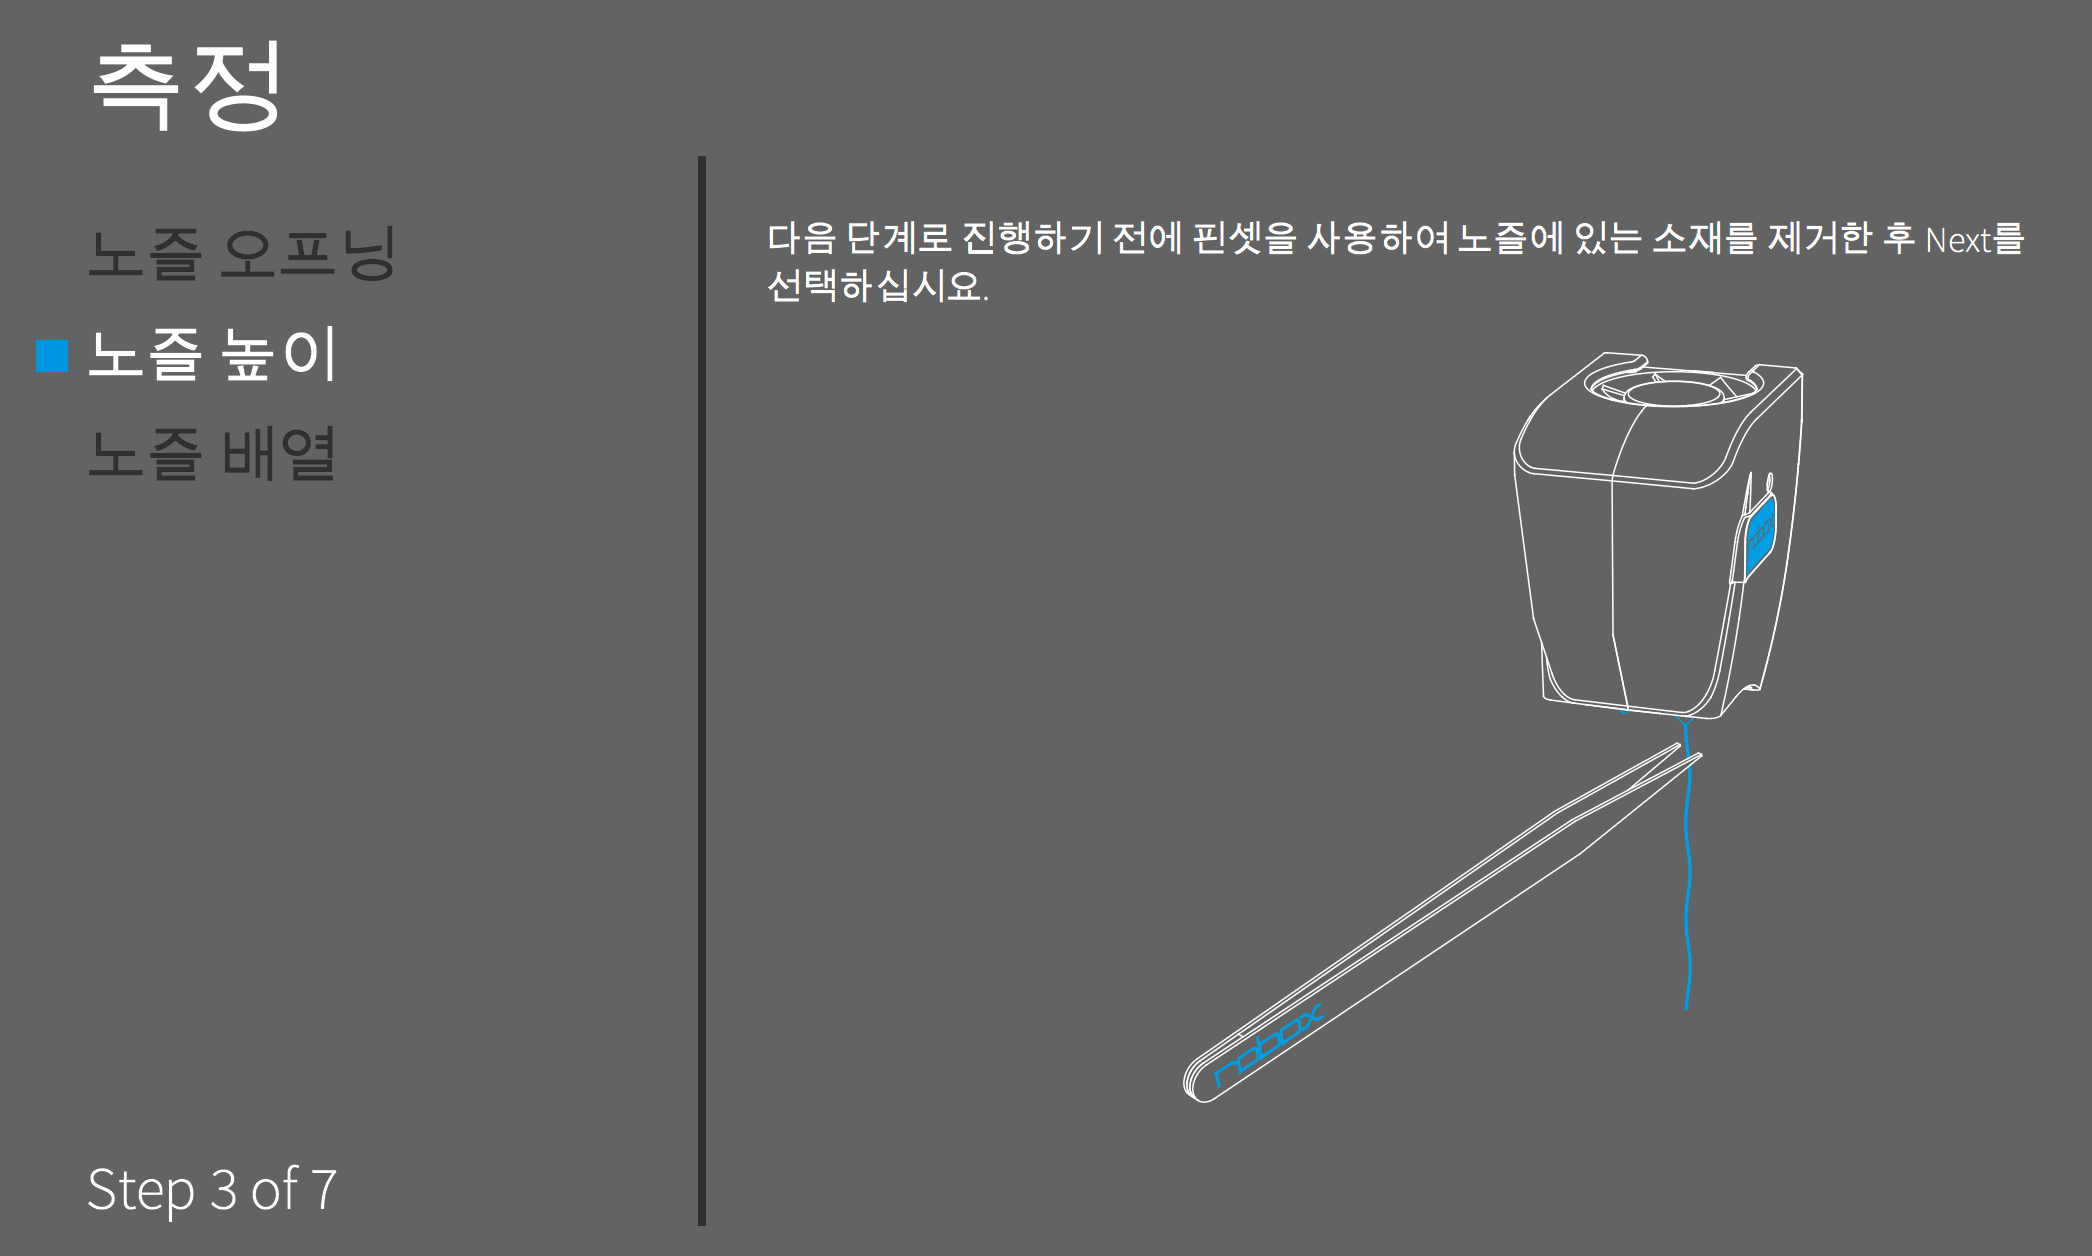 측정
노즐 오프닝
노즐 높이
노즐 배열
다음 단계로 진행하기 전에 핀셋을 사용하여 노즐에 있는 소재를 제거한 후 Next를
선택하십시요.
robox
Step 3 of 7